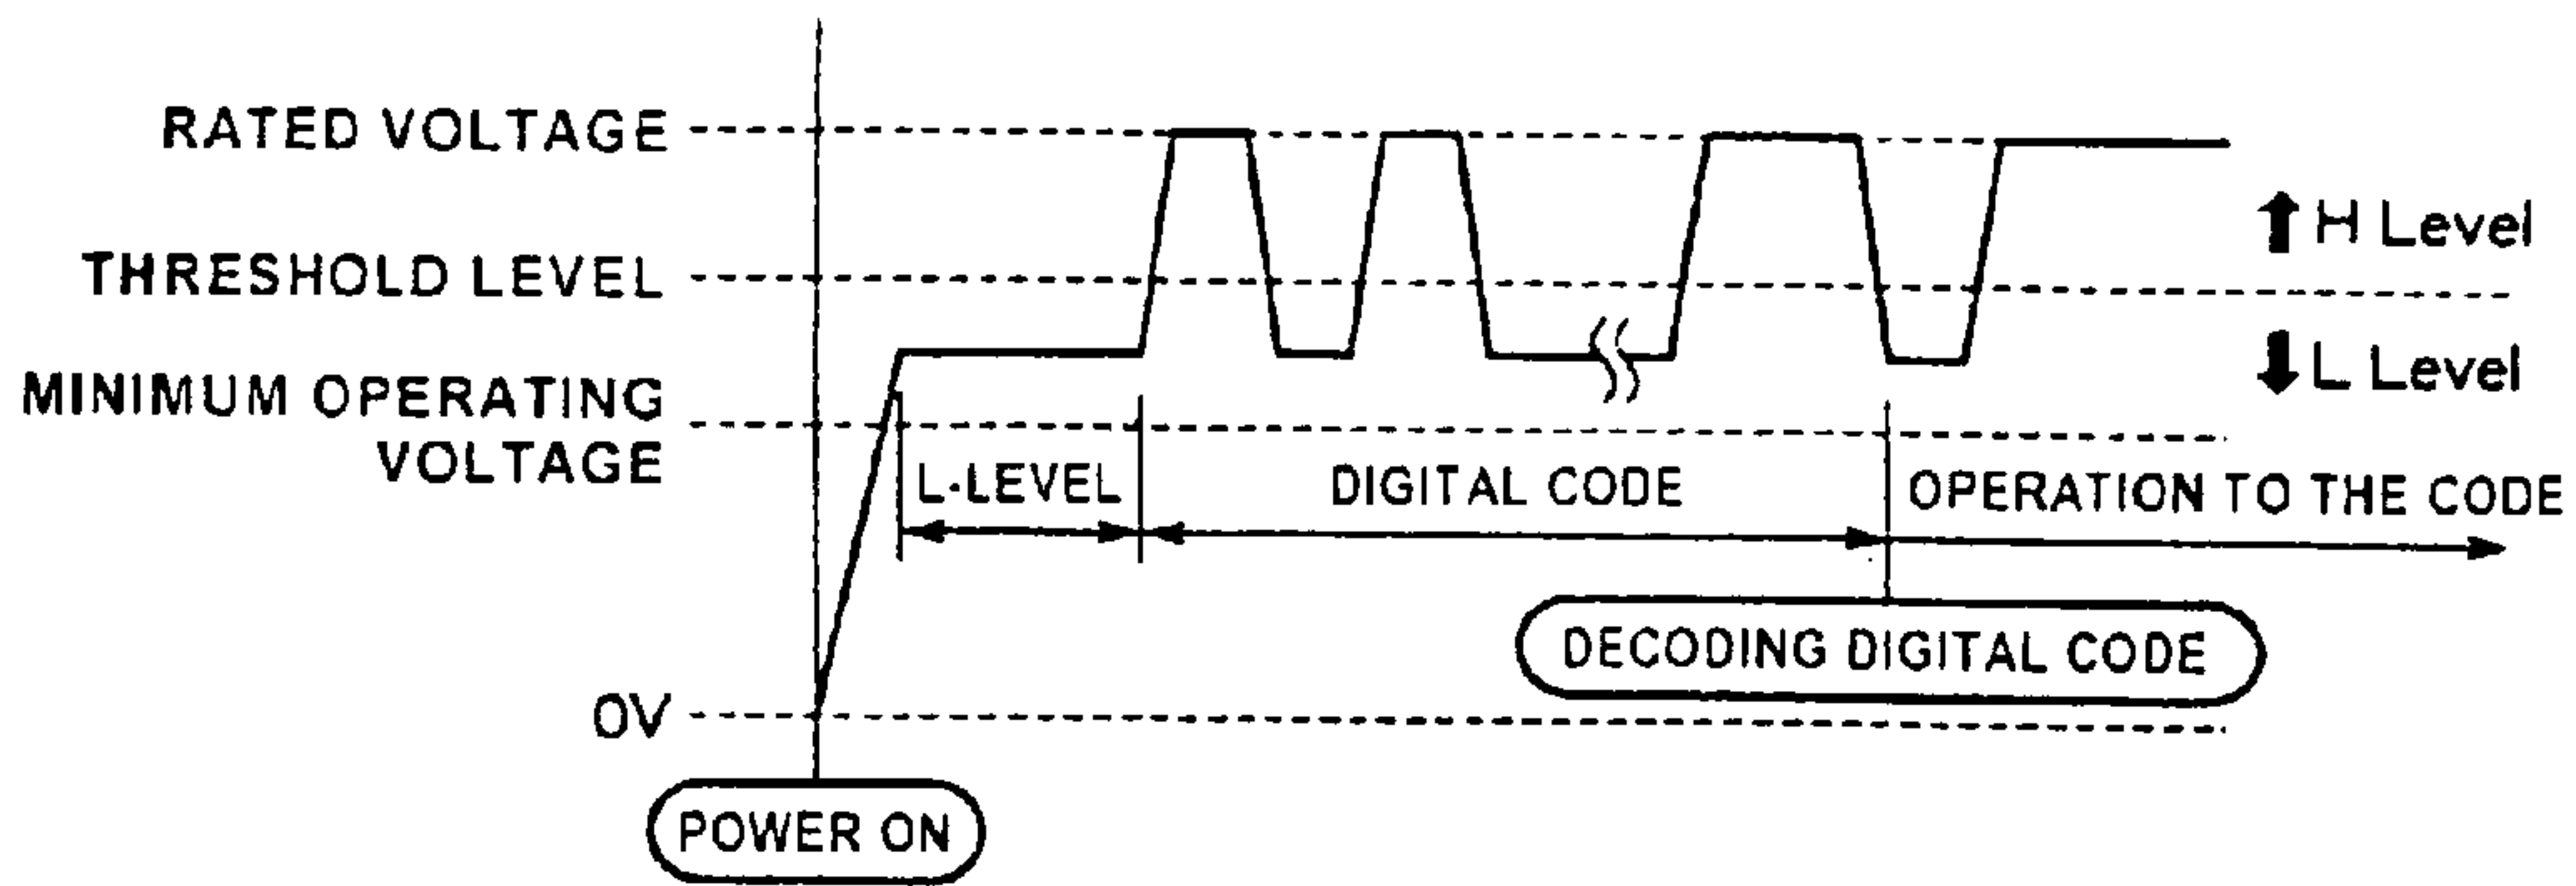 RATED VOLTAGE
THRESHOLD LEVEL
H Level
MINIMUM OPERATING
VOLTAGE
L Level
L-LEVEL
DIGITAL CODE
OPERATION TO THE CODE
DECODING DIGITAL CODE
0V
POWER ON